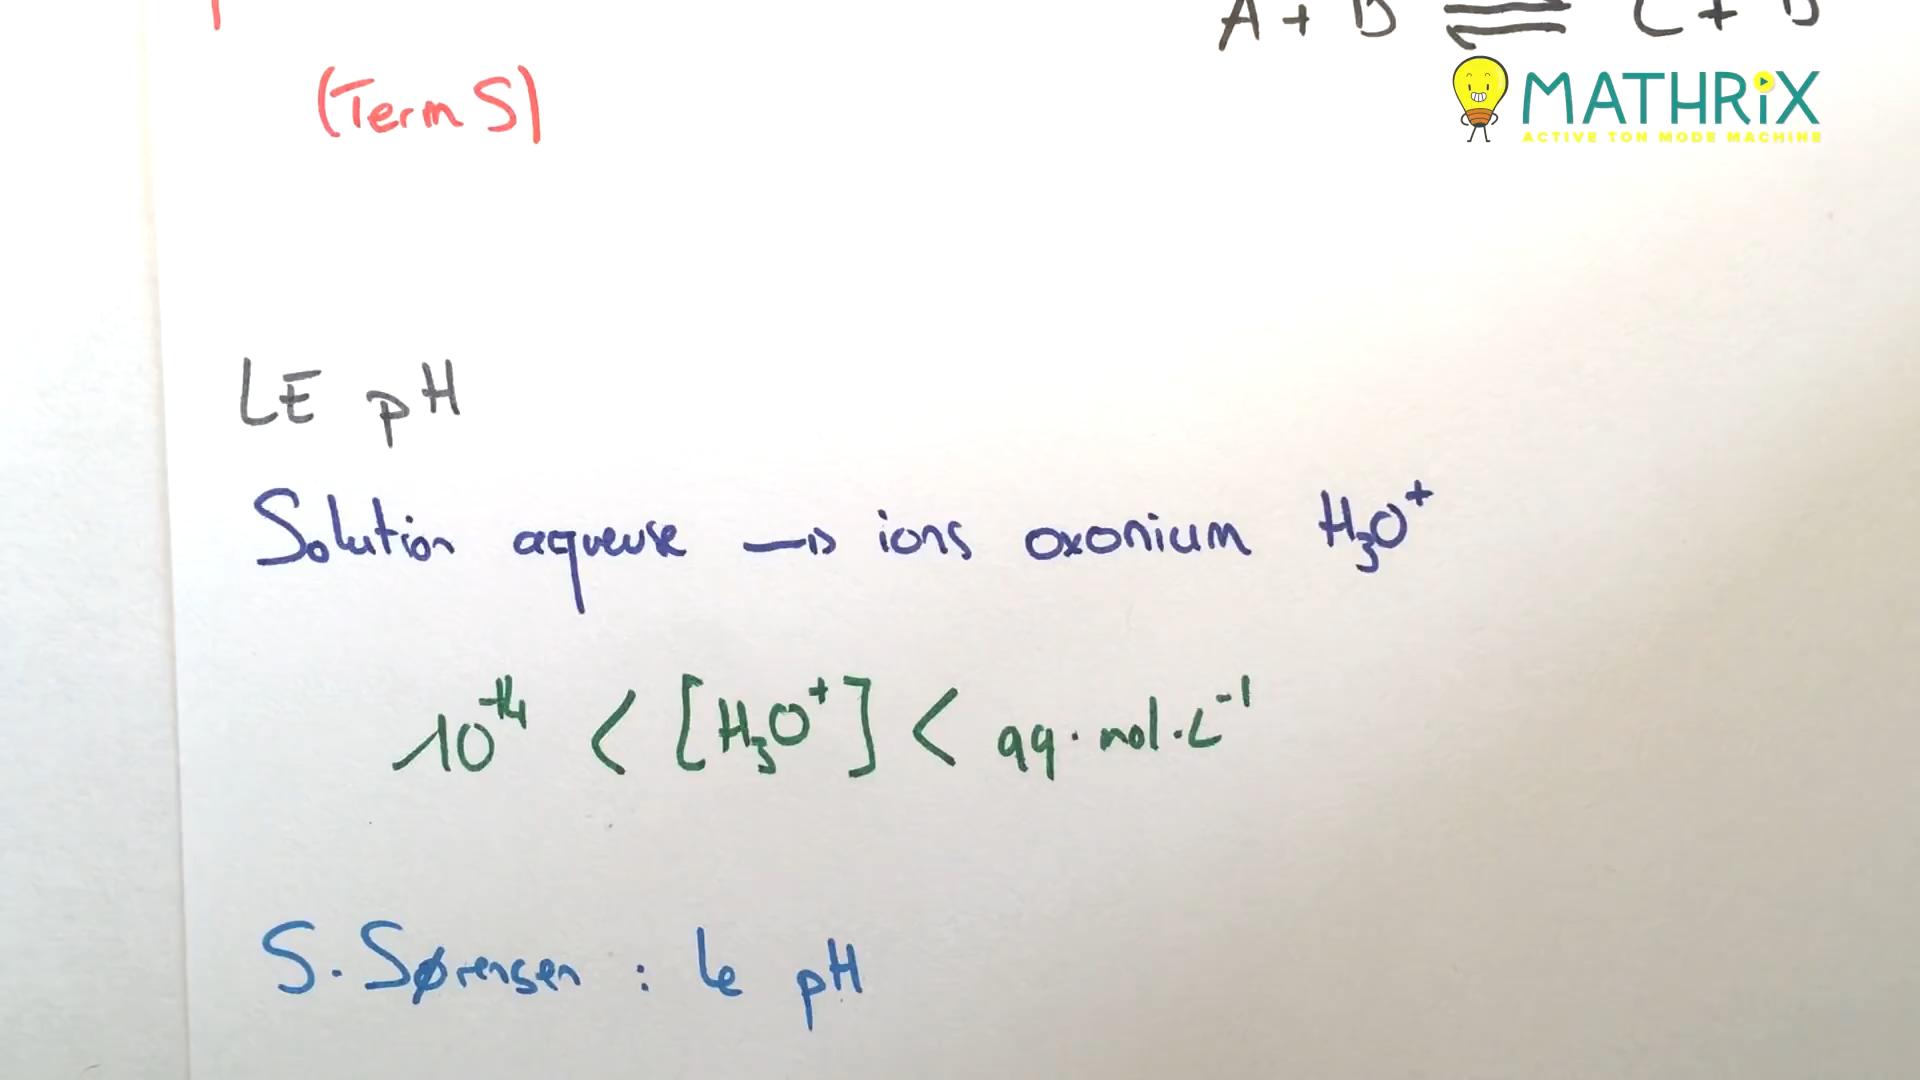 A + B ⇌ C + D
(Term S)
MATHRiX
ACTIVE TON MODE MACHINE
LE pH
Solution aqueuse → ions oxonium H₃O⁺
10⁻¹⁴ < [H₃O⁺] < qq. mol.L⁻¹
S. Sørensen : le pH